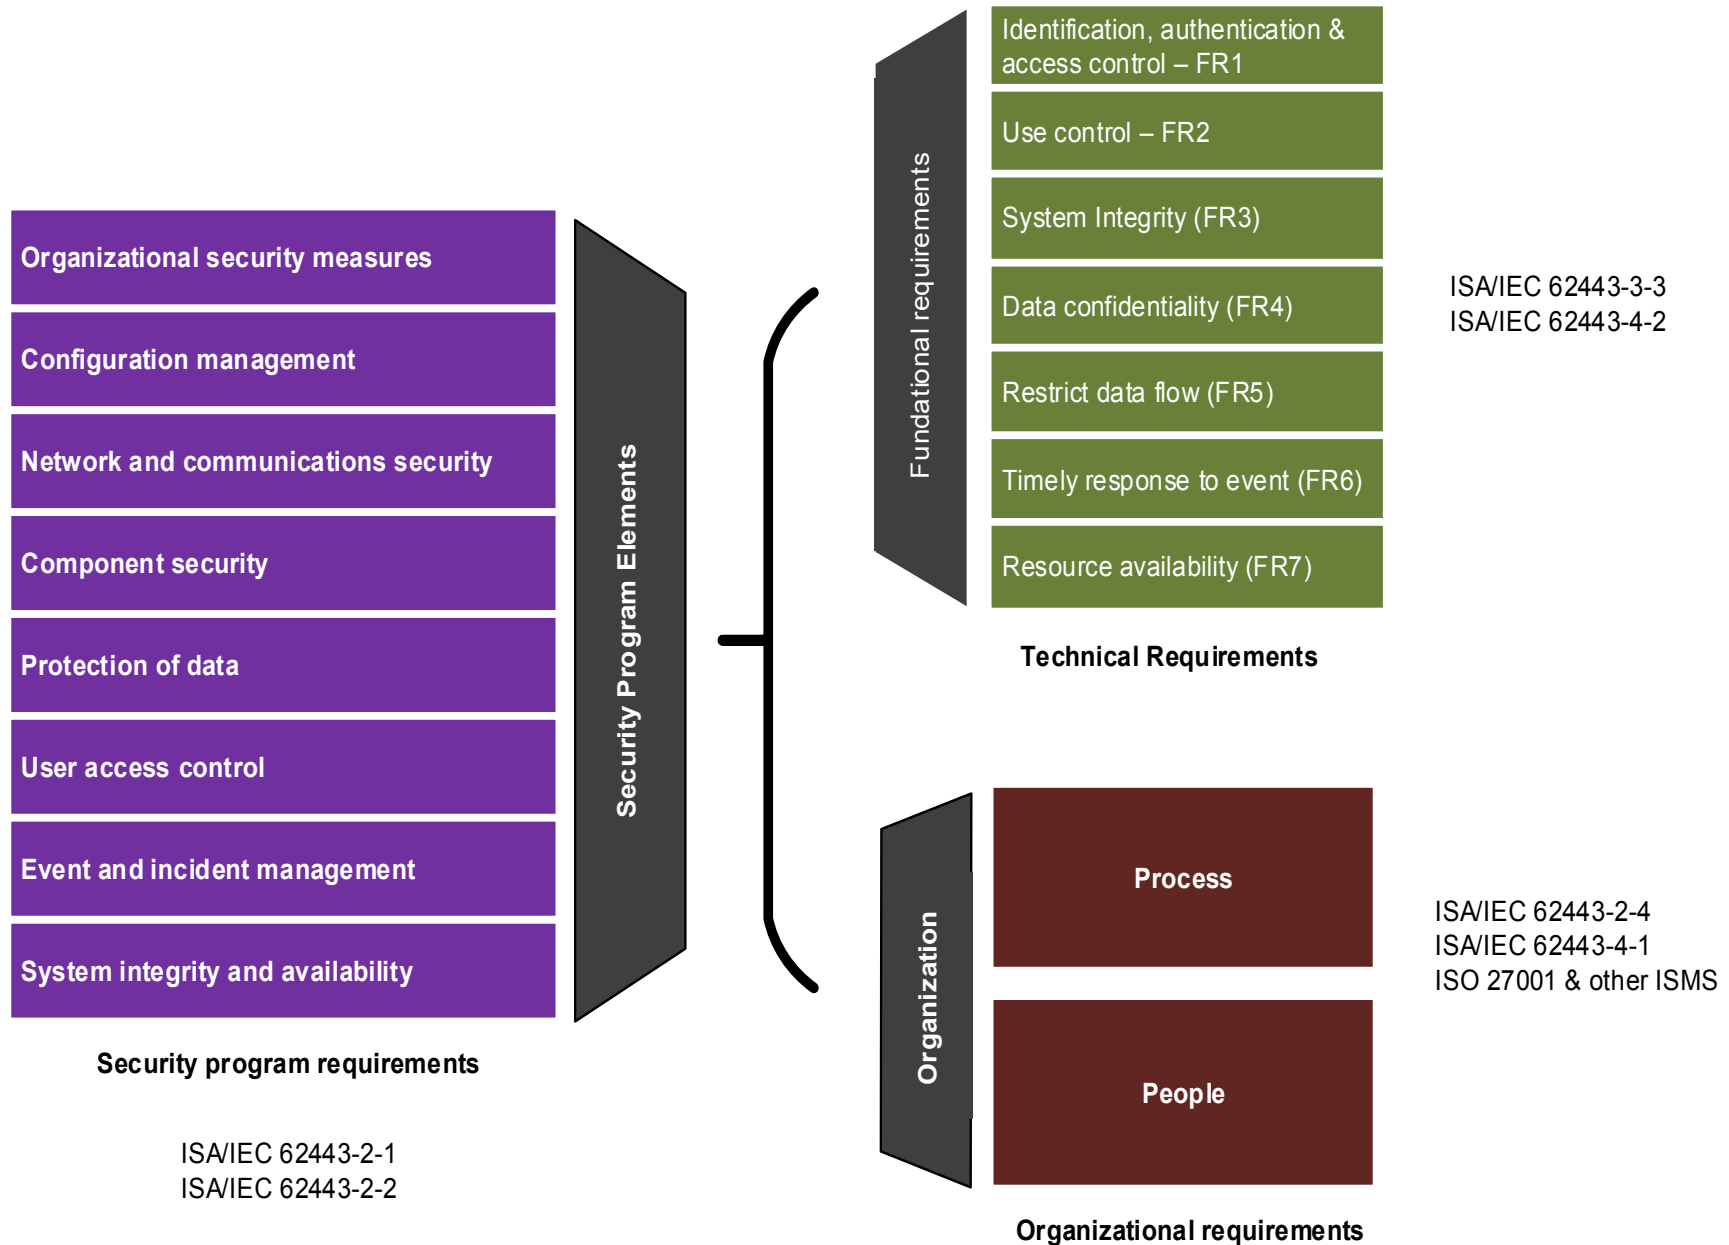 Organizational security measures
Configuration management
Network and communications security
Component security
Protection of data
User access control
Event and incident management
System integrity and availability
Security program requirements
ISA/IEC 62443-2-1
ISA/IEC 62443-2-2
Security Program Elements
Fundational requirements
Identification, authentication &
access control – FR1
Use control – FR2
System Integrity (FR3)
Data confidentiality (FR4)
Restrict data flow (FR5)
Timely response to event (FR6)
Resource availability (FR7)
Technical Requirements
ISA/IEC 62443-3-3
ISA/IEC 62443-4-2
Organization
Process
People
Organizational requirements
ISA/IEC 62443-2-4
ISA/IEC 62443-4-1
ISO 27001 & other ISMS